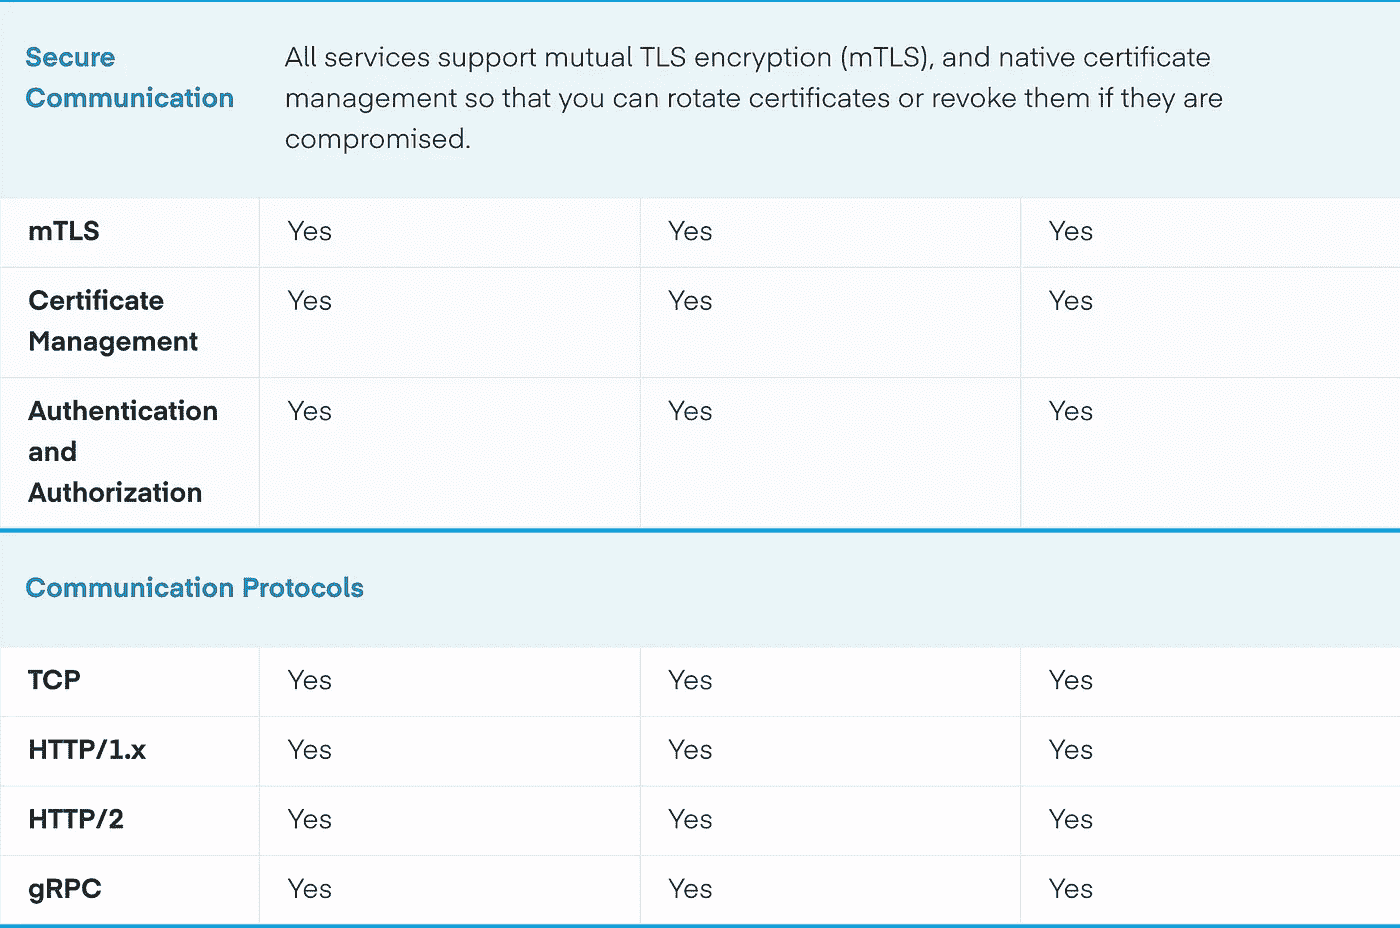 Secure
Communication
All services support mutual TLS encryption (mTLS), and native certificate
management so that you can rotate certificates or revoke them if they are
compromised.
mTLS Yes Yes Yes
Certificate Yes Yes Yes
Management
Authentication Yes Yes Yes
and
Authorization
Communication Protocols
TCP Yes Yes Yes
HTTP/1.x Yes Yes Yes
HTTP/2 Yes Yes Yes
gRPC Yes Yes Yes